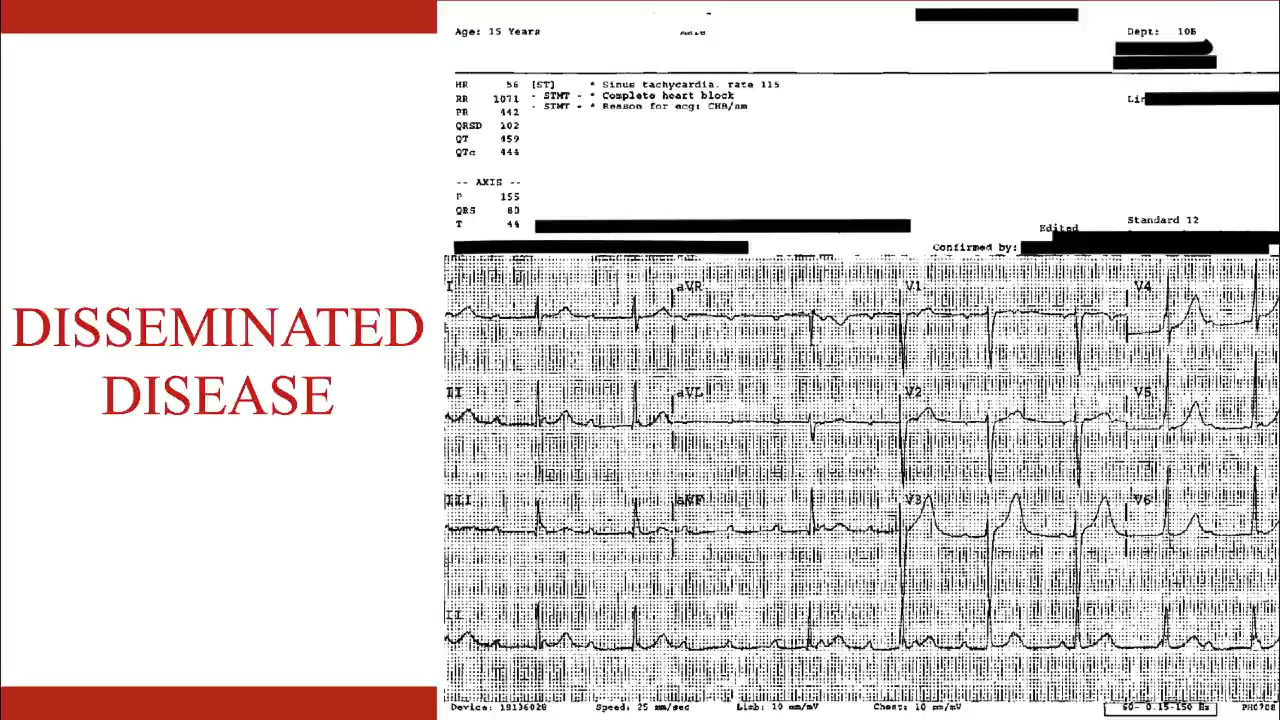 DISSEMINATED
DISEASE
Age: 15 Years
Dept: 10B
HR 56 [ST] * Sinus tachycardia, rate 115
- STMT - * Complete heart block
RR 1071
- STMT - * Reason for ecg: CHB/am
PR 442
QRSD 102
QT 459
QTc 444
-- AXIS --
P 155
QRS 80
T 44
Standard 12
Edited
Confirmed by:
I aVR V1 V4
II aVL V2 V5
III aVF V3 V6
II
Device: 18136028 Speed: 25 mm/sec Limb: 10 mm/mV Chest: 10 mm/mV 60- 0.15-150 Hz PH070B